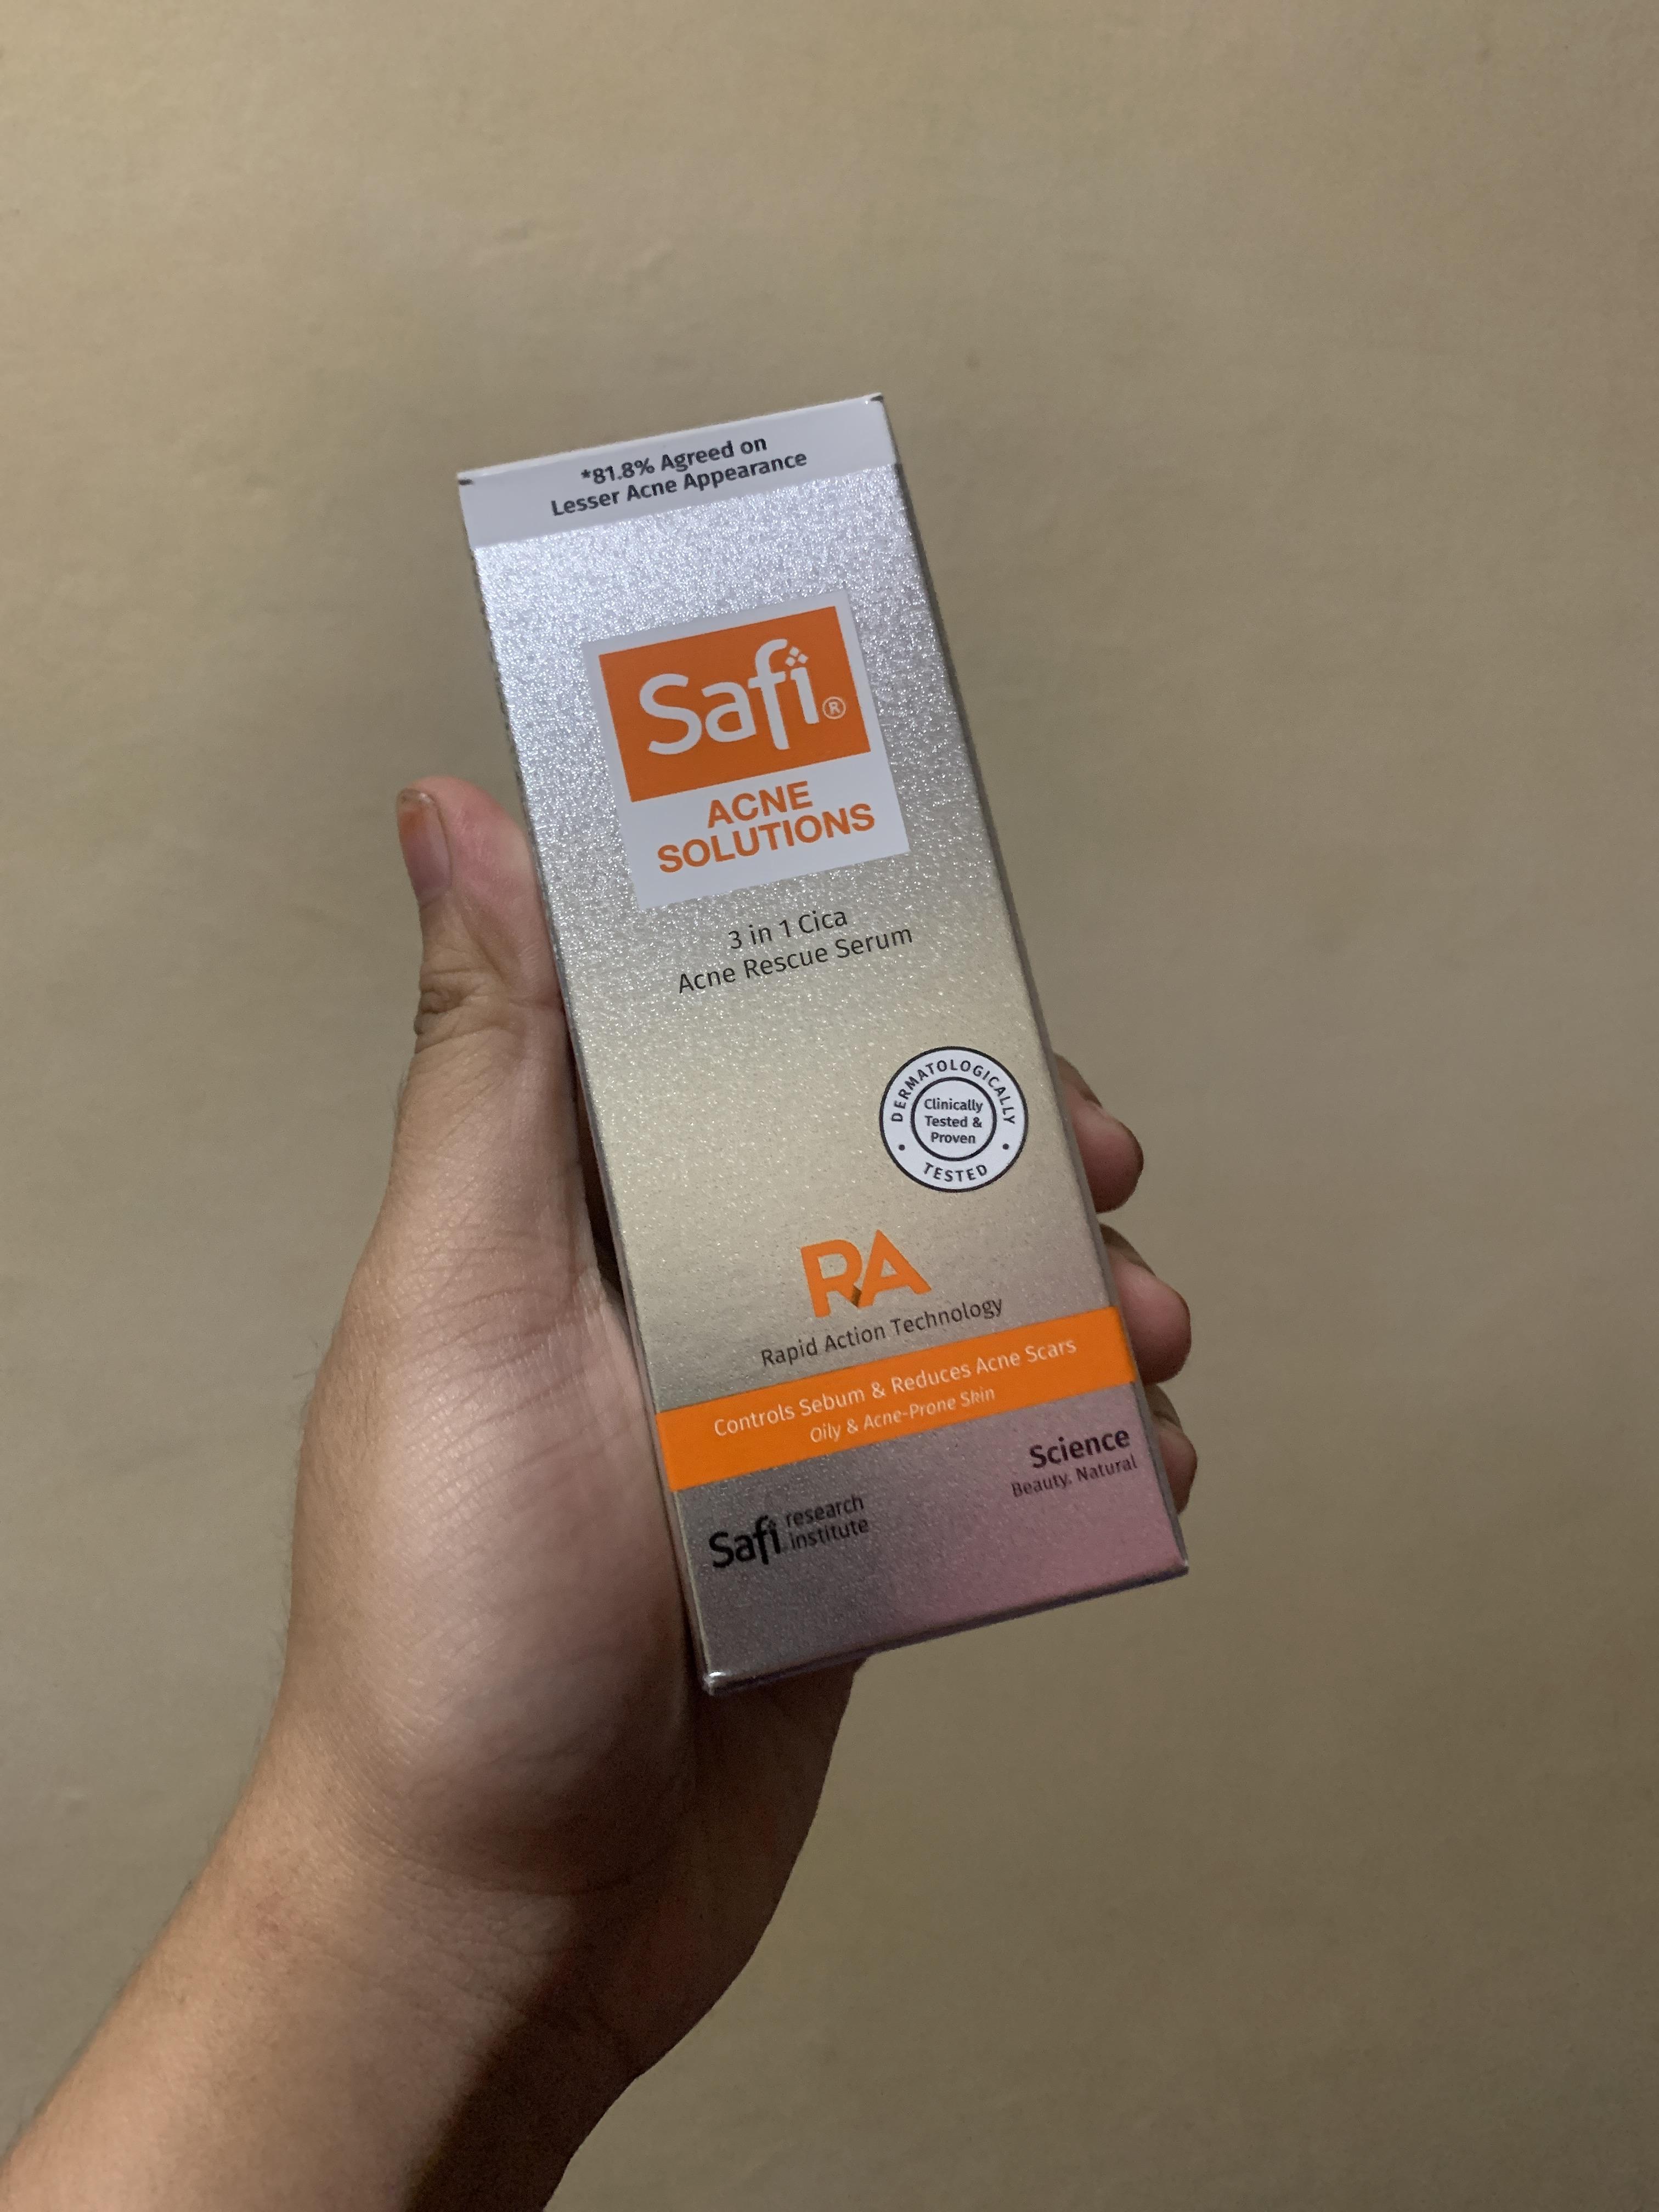 *81.8% Agreed on
Lesser Acne Appearance
Safi®
ACNE
SOLUTIONS
3 in 1 Cica
Acne Rescue Serum
DERMATOLOGICALLY
Clinically
Tested &
Proven
• TESTED •
RA
Rapid Action Technology
Controls Sebum & Reduces Acne Scars
Oily & Acne-Prone Skin
Safi research
institute
Science
Beauty. Natural